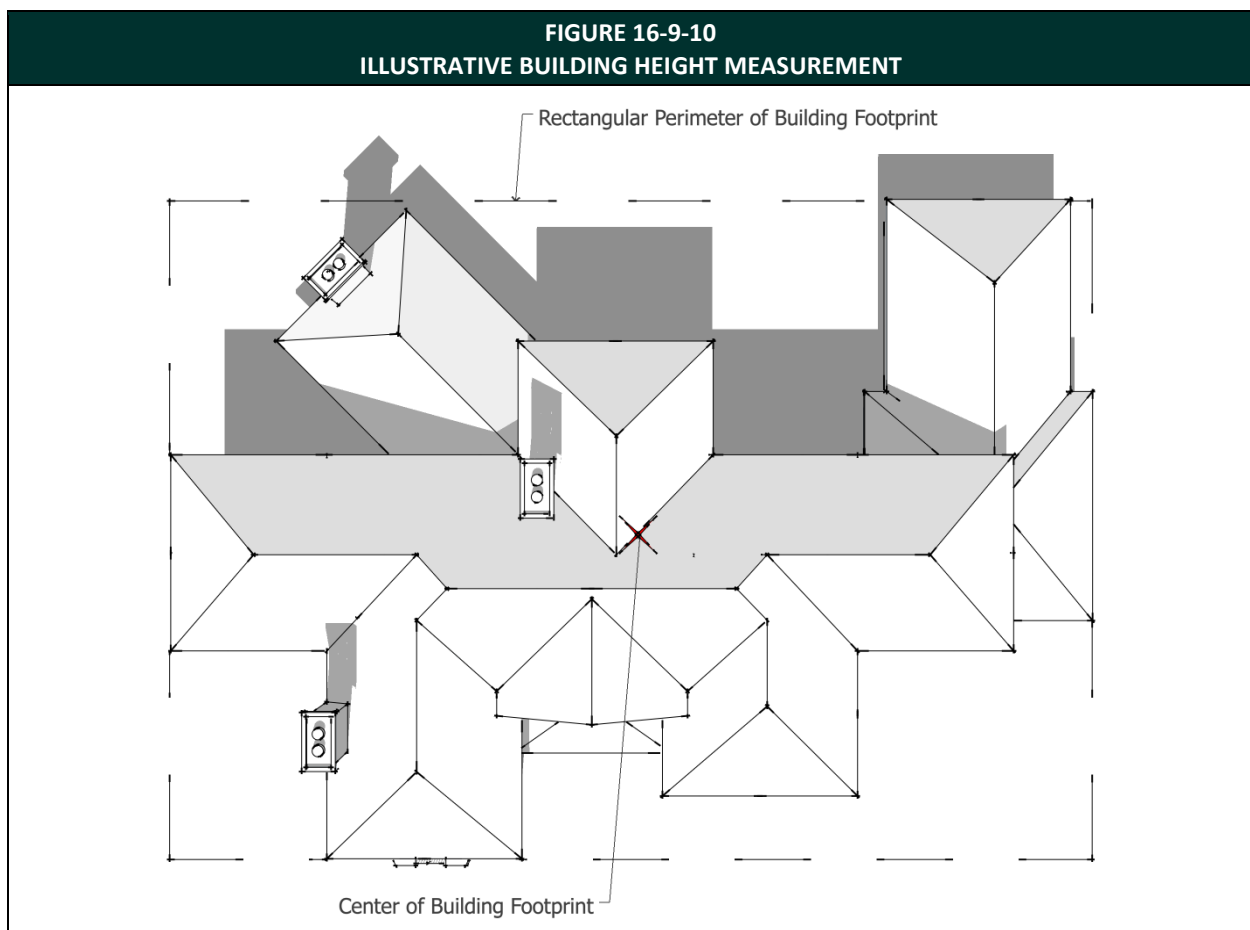 FIGURE 16-9-10
ILLUSTRATIVE BUILDING HEIGHT MEASUREMENT
Rectangular Perimeter of Building Footprint
Center of Building Footprint